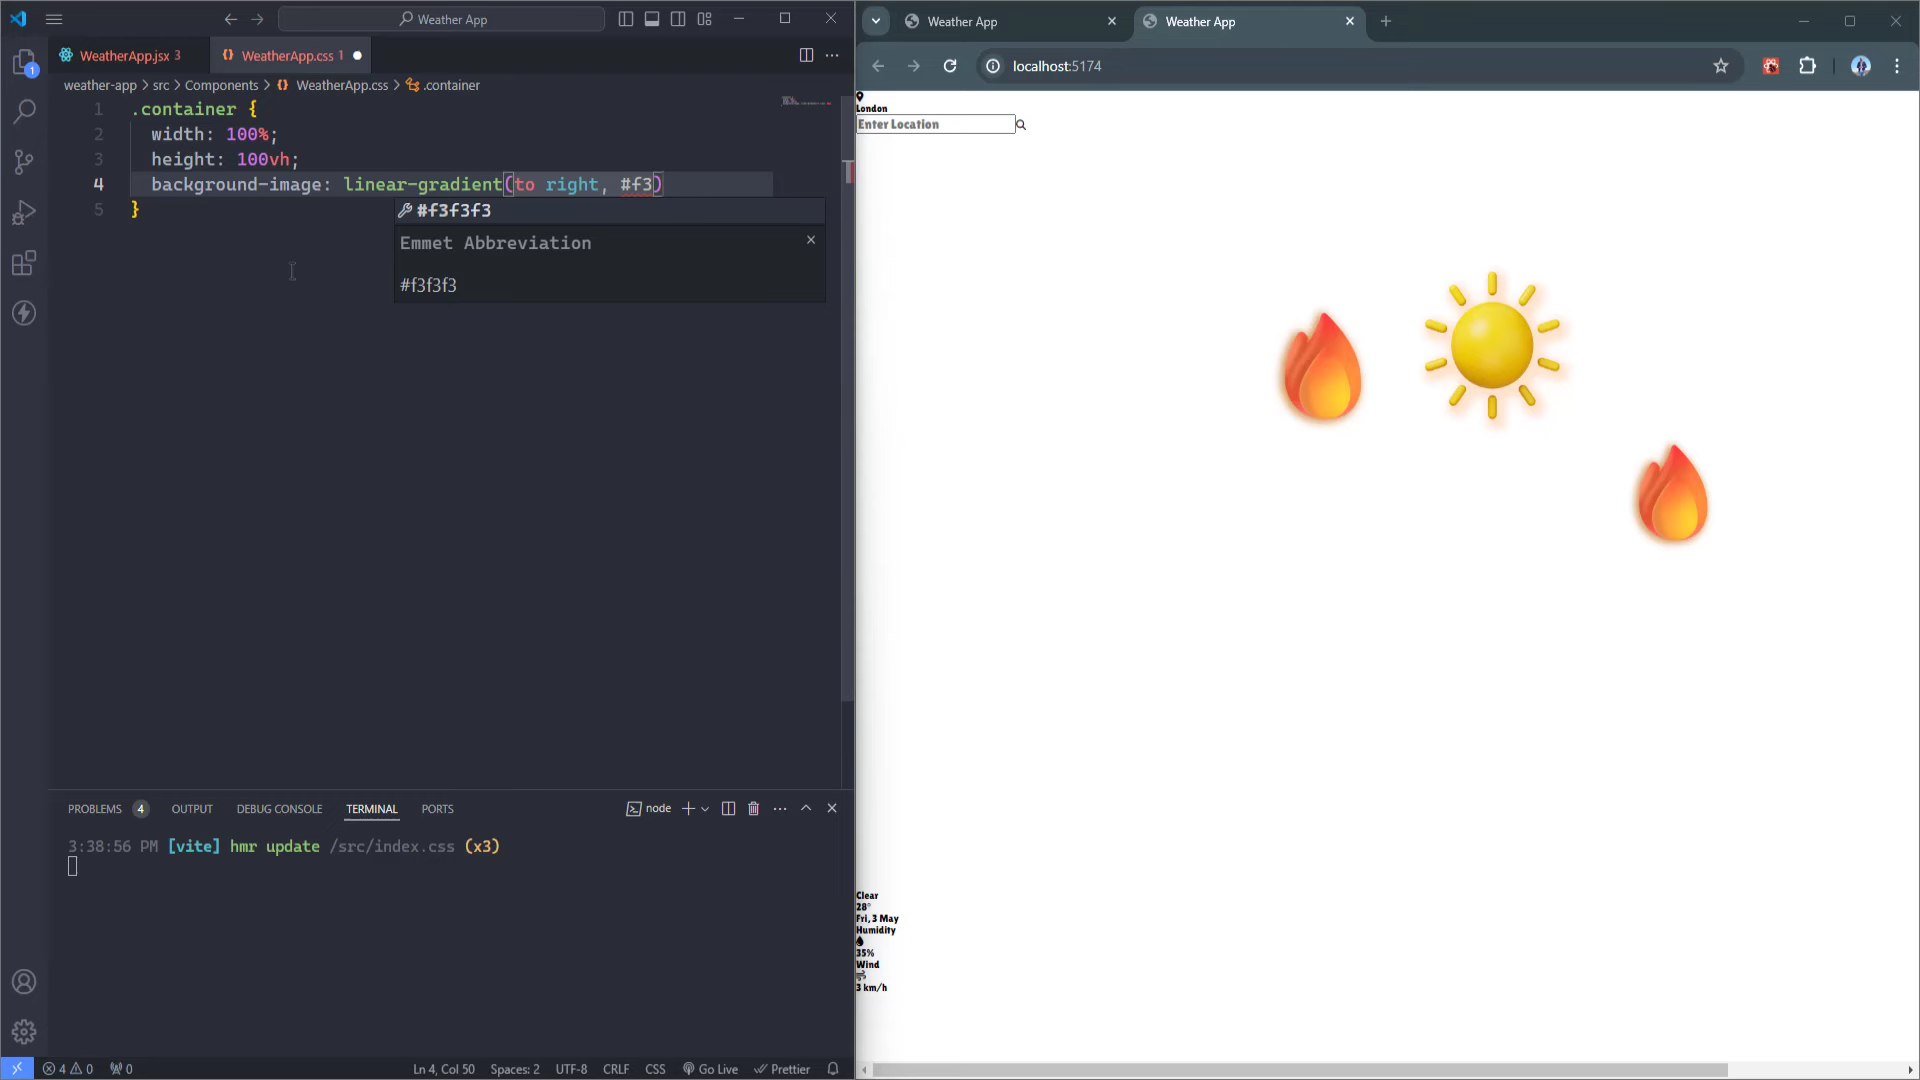 Weather App
WeatherApp.jsx 3
WeatherApp.css 1
weather-app > src > Components > {} WeatherApp.css > .container
1 .container {
2 width: 100%;
3 height: 100vh;
4 background-image: linear-gradient(to right, #f3)
5 }
#f3f3f3
Emmet Abbreviation
#f3f3f3
PROBLEMS 4 OUTPUT DEBUG CONSOLE TERMINAL PORTS
node
3:38:56 PM [vite] hmr update /src/index.css (x3)
1
4 0 0
Ln 4, Col 50 Spaces: 2 UTF-8 CRLF CSS Go Live Prettier
Weather App
Weather App
localhost:5174
London
Enter Location
Clear
28°
Fri, 3 May
Humidity
35%
Wind
3 km/h